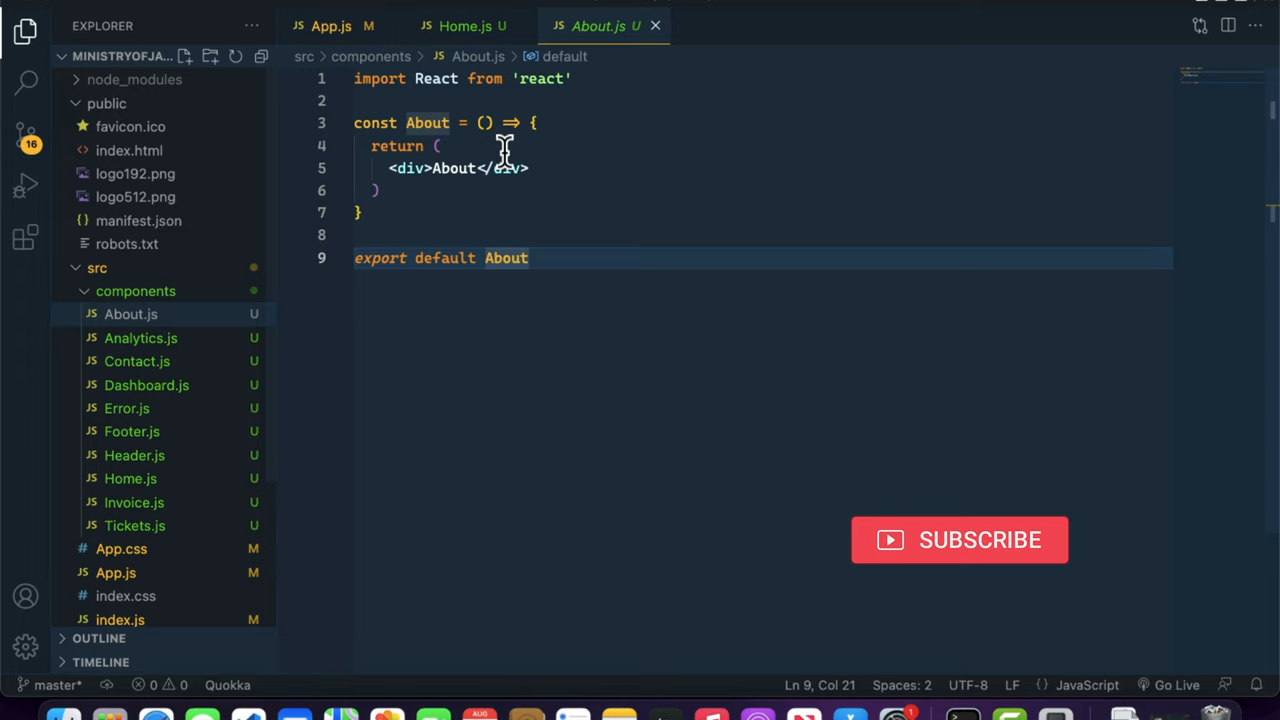 EXPLORER
JS App.js M
JS Home.js U
JS About.js U
MINISTRYOFJA...
src > components > JS About.js > default
node_modules
public
favicon.ico
index.html
logo192.png
logo512.png
manifest.json
robots.txt
src
components
JS About.js U
JS Analytics.js U
JS Contact.js U
JS Dashboard.js U
JS Error.js U
JS Footer.js U
JS Header.js U
JS Home.js U
JS Invoice.js U
JS Tickets.js U
# App.css M
JS App.js M
# index.css
JS index.js M
OUTLINE
TIMELINE
16
1 import React from 'react'
2
3 const About = () => {
4 return (
5 <div>About</div>
6 )
7 }
8
9 export default About
SUBSCRIBE
master* 0 0 Quokka
Ln 9, Col 21 Spaces: 2 UTF-8 LF {} JavaScript Go Live
AUG
1